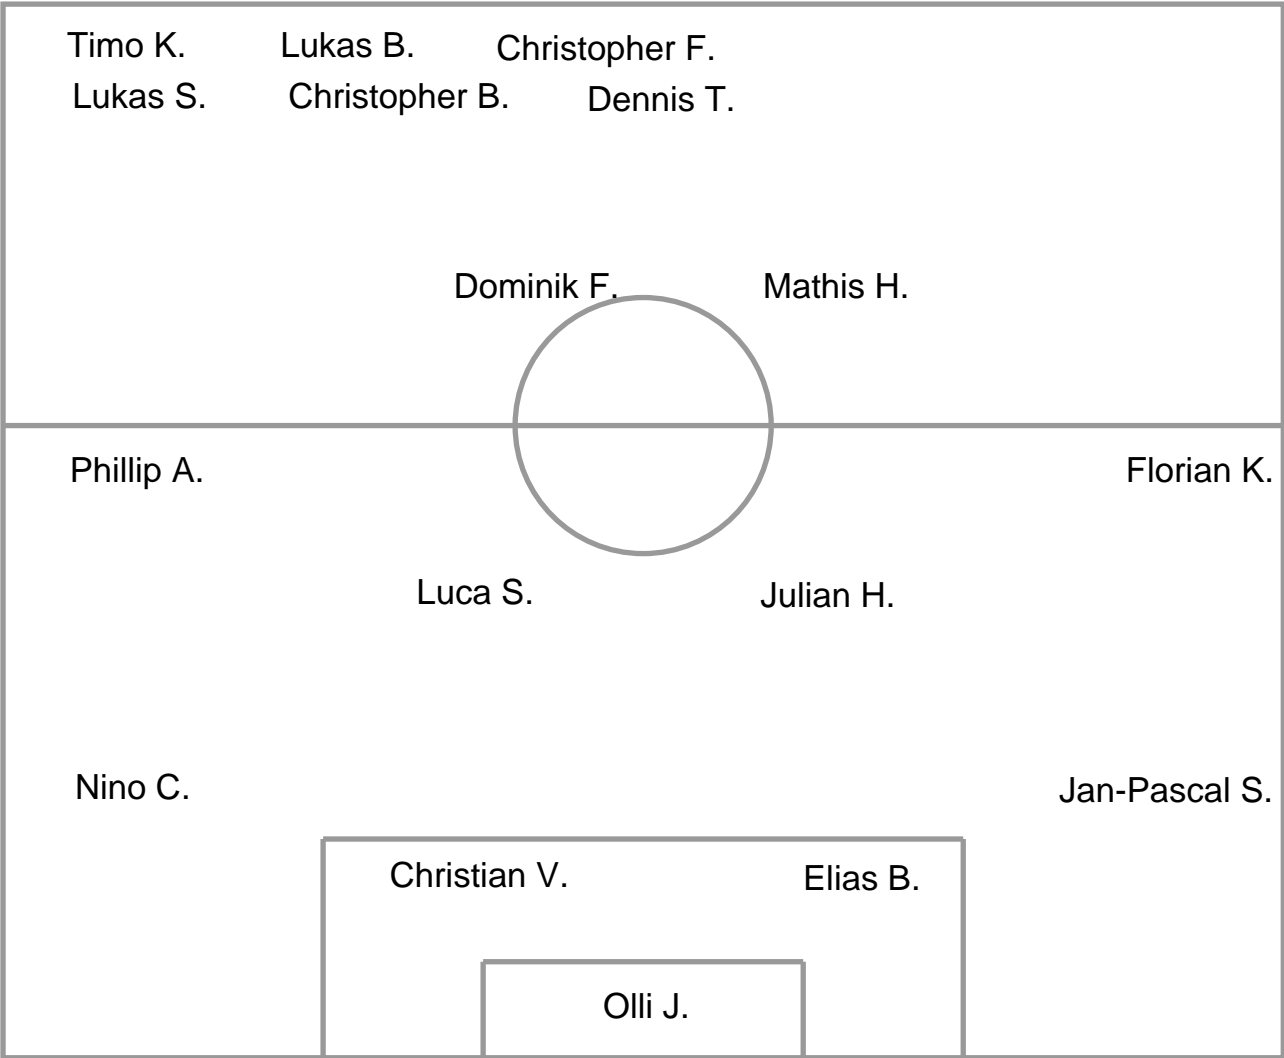 Timo K. Lukas B. Christopher F.
Lukas S. Christopher B. Dennis T.
Dominik F. Mathis H.
Phillip A. Florian K.
Luca S. Julian H.
Nino C. Jan-Pascal S.
Christian V. Elias B.
Olli J.